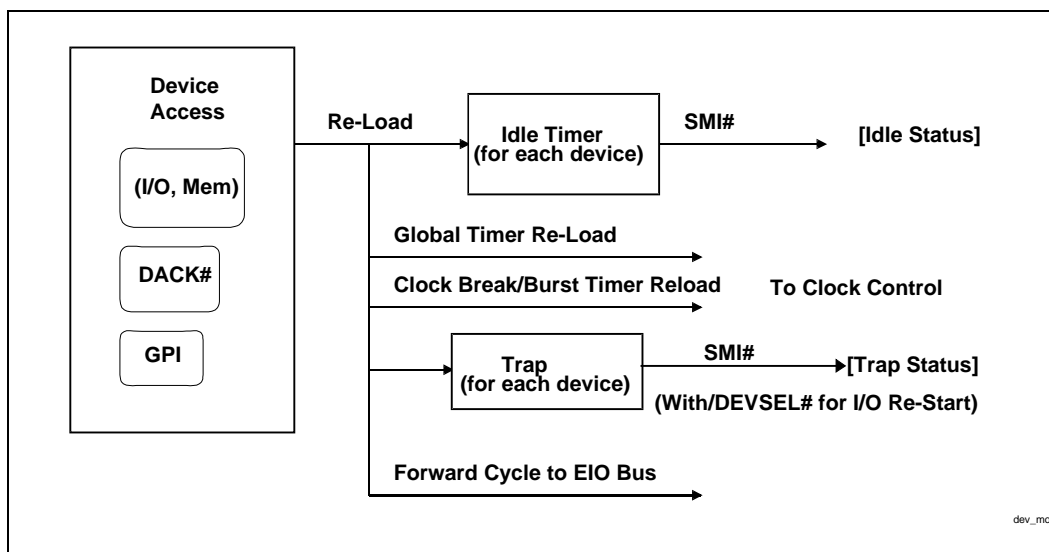 Device
Access
(I/O, Mem)
DACK#
GPI
Re-Load
Idle Timer
(for each device)
SMI#
[Idle Status]
Global Timer Re-Load
Clock Break/Burst Timer Reload
To Clock Control
Trap
(for each device)
SMI#
[Trap Status]
(With/DEVSEL# for I/O Re-Start)
Forward Cycle to EIO Bus